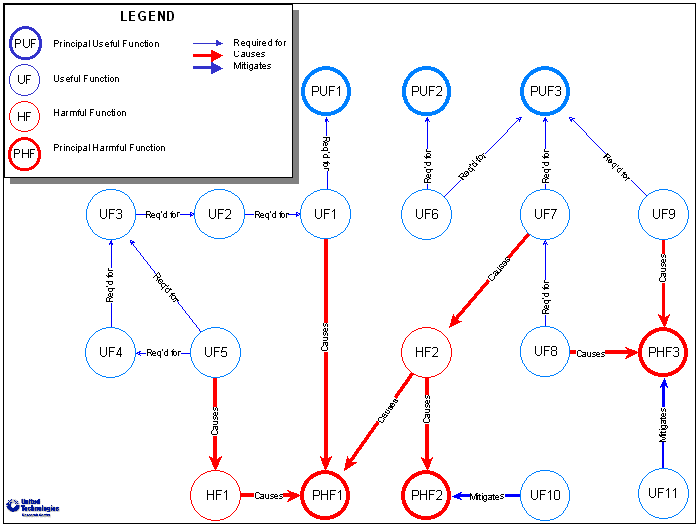 LEGEND
PUF
Principal Useful Function
UF
Useful Function
HF
Harmful Function
PHF
Principal Harmful Function
Required for
Causes
Mitigates
PUF1
PUF2
PUF3
Req'd for
Req'd for
Req'd for
Req'd for
Req'd for
UF3
Req'd for
UF2
Req'd for
UF1
UF6
UF7
UF9
Req'd for
Req'd for
Causes
Req'd for
Causes
Causes
UF4
Req'd for
UF5
HF2
UF8
Causes
PHF3
Causes
Causes
Causes
Mitigates
HF1
Causes
PHF1
PHF2
Mitigates
UF10
UF11
United
Technologies
Research Center